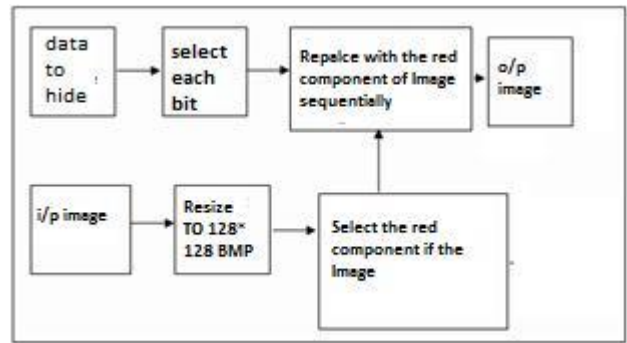 data
to
hide
select
each
bit
Repalce with the red
component of Image
sequentially
o/p
image
i/p image
Resize
TO 128*
128 BMP
Select the red
component if the
Image